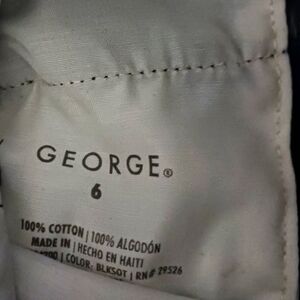 GEORGE®
6
100% COTTON | 100% ALGODÓN
MADE IN | HECHO EN HAITI
COLOR: BLKSOT | RN# 29526